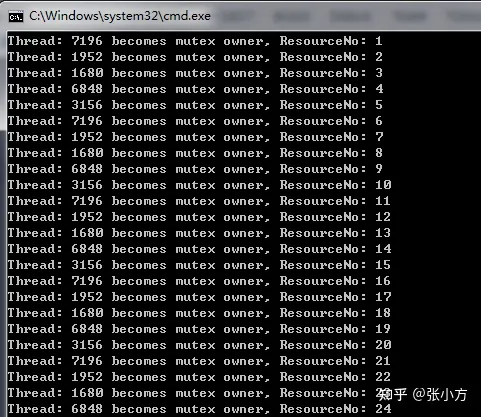 C:\Windows\system32\cmd.exe
Thread: 7196 becomes mutex owner, ResourceNo: 1
Thread: 1952 becomes mutex owner, ResourceNo: 2
Thread: 1680 becomes mutex owner, ResourceNo: 3
Thread: 6848 becomes mutex owner, ResourceNo: 4
Thread: 3156 becomes mutex owner, ResourceNo: 5
Thread: 7196 becomes mutex owner, ResourceNo: 6
Thread: 1952 becomes mutex owner, ResourceNo: 7
Thread: 1680 becomes mutex owner, ResourceNo: 8
Thread: 6848 becomes mutex owner, ResourceNo: 9
Thread: 3156 becomes mutex owner, ResourceNo: 10
Thread: 7196 becomes mutex owner, ResourceNo: 11
Thread: 1952 becomes mutex owner, ResourceNo: 12
Thread: 1680 becomes mutex owner, ResourceNo: 13
Thread: 6848 becomes mutex owner, ResourceNo: 14
Thread: 3156 becomes mutex owner, ResourceNo: 15
Thread: 7196 becomes mutex owner, ResourceNo: 16
Thread: 1952 becomes mutex owner, ResourceNo: 17
Thread: 1680 becomes mutex owner, ResourceNo: 18
Thread: 6848 becomes mutex owner, ResourceNo: 19
Thread: 3156 becomes mutex owner, ResourceNo: 20
Thread: 7196 becomes mutex owner, ResourceNo: 21
Thread: 1952 becomes mutex owner, ResourceNo: 22
Thread: 1680 becomes mutex owner, ResourceNo:
知乎 @张小方
Thread: 6848 becomes mutex owner, ResourceNo: 24